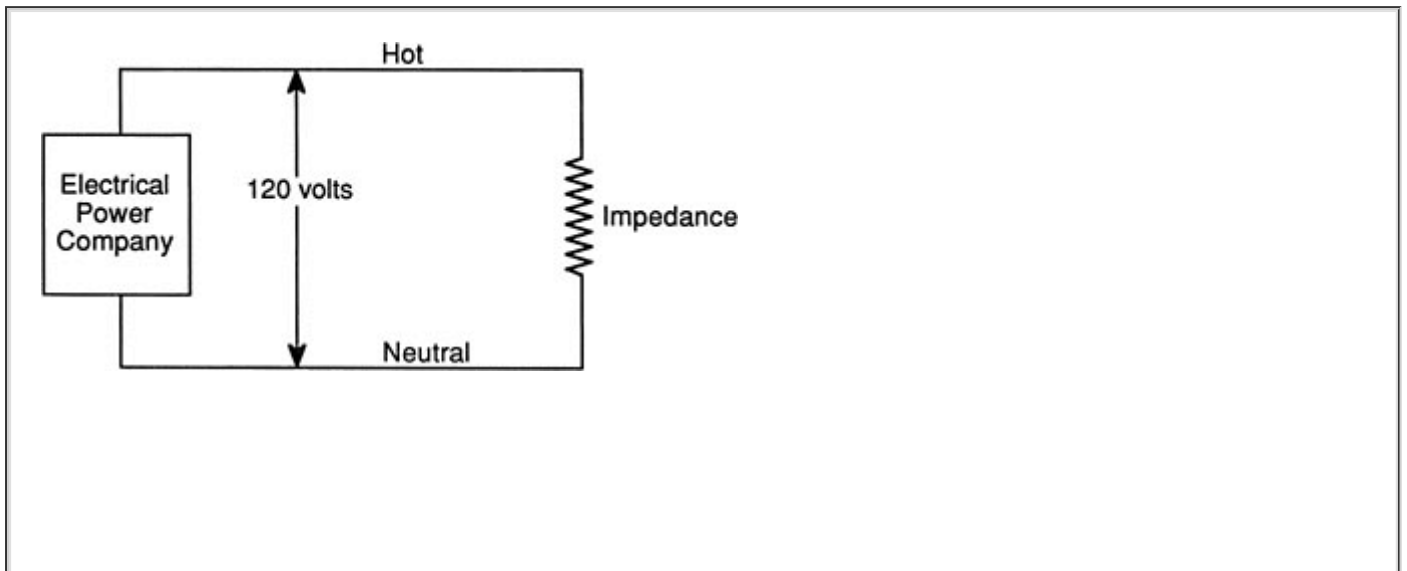 Hot
Electrical
Power
Company
120 volts
Impedance
Neutral